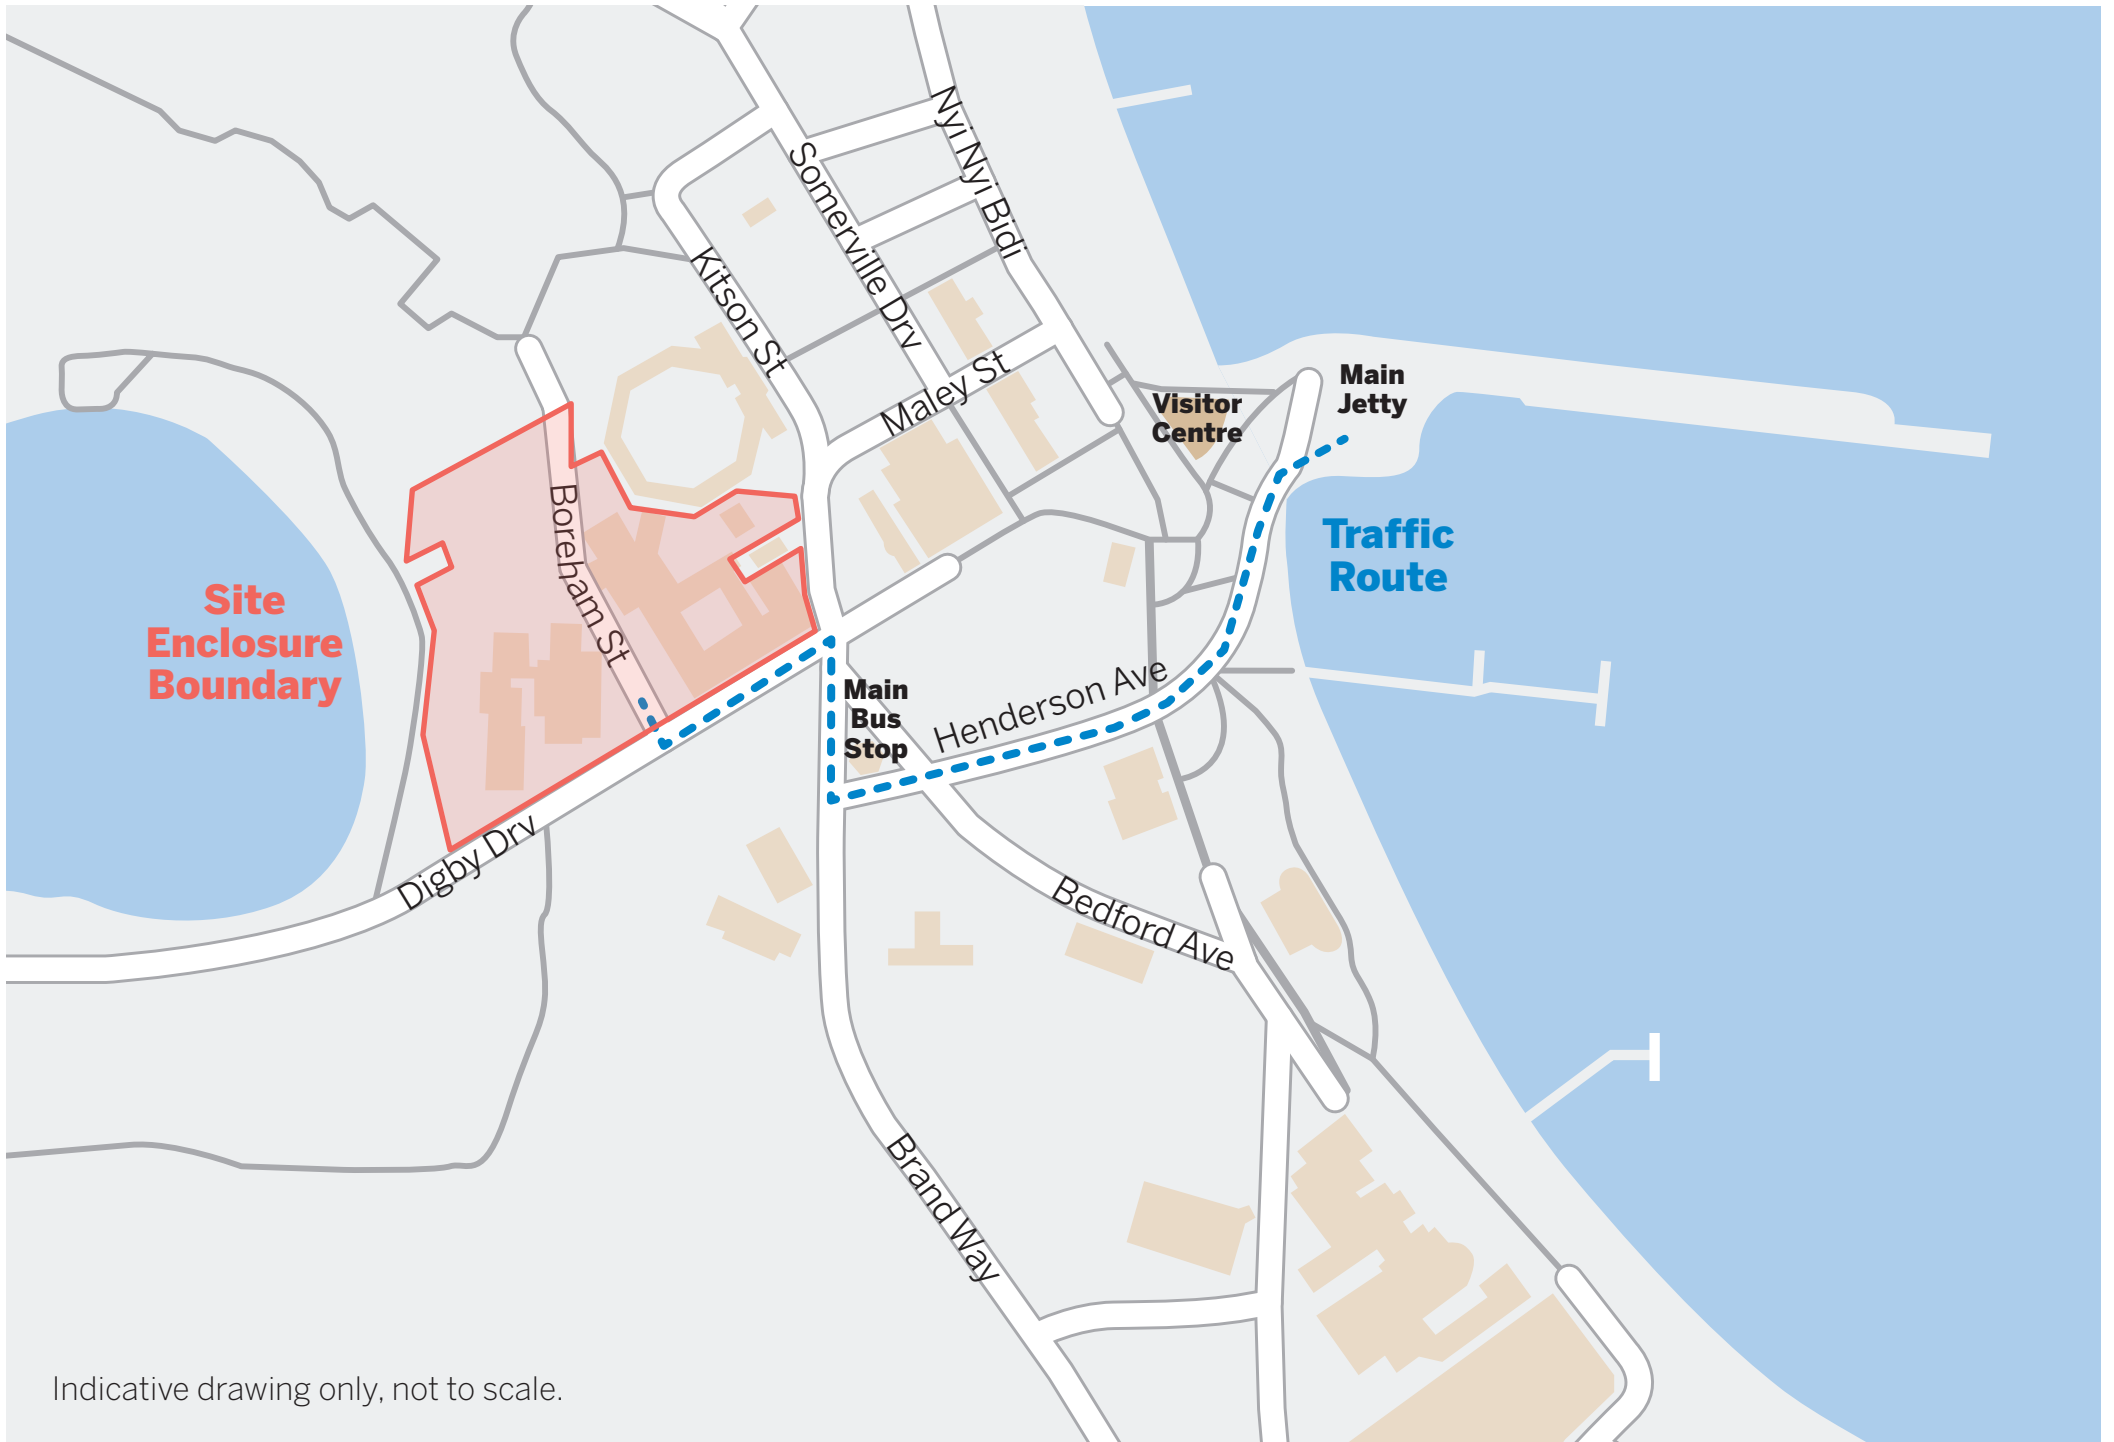 Nyi Nyi Bidi
Somerville Drv
Kitson St
Maley St
Main
Jetty
Visitor
Centre
Traffic
Route
Boreham St
Site
Enclosure
Boundary
Main
Bus
Stop
Henderson Ave
Digby Drv
Bedford Ave
Brand Way
Indicative drawing only, not to scale.